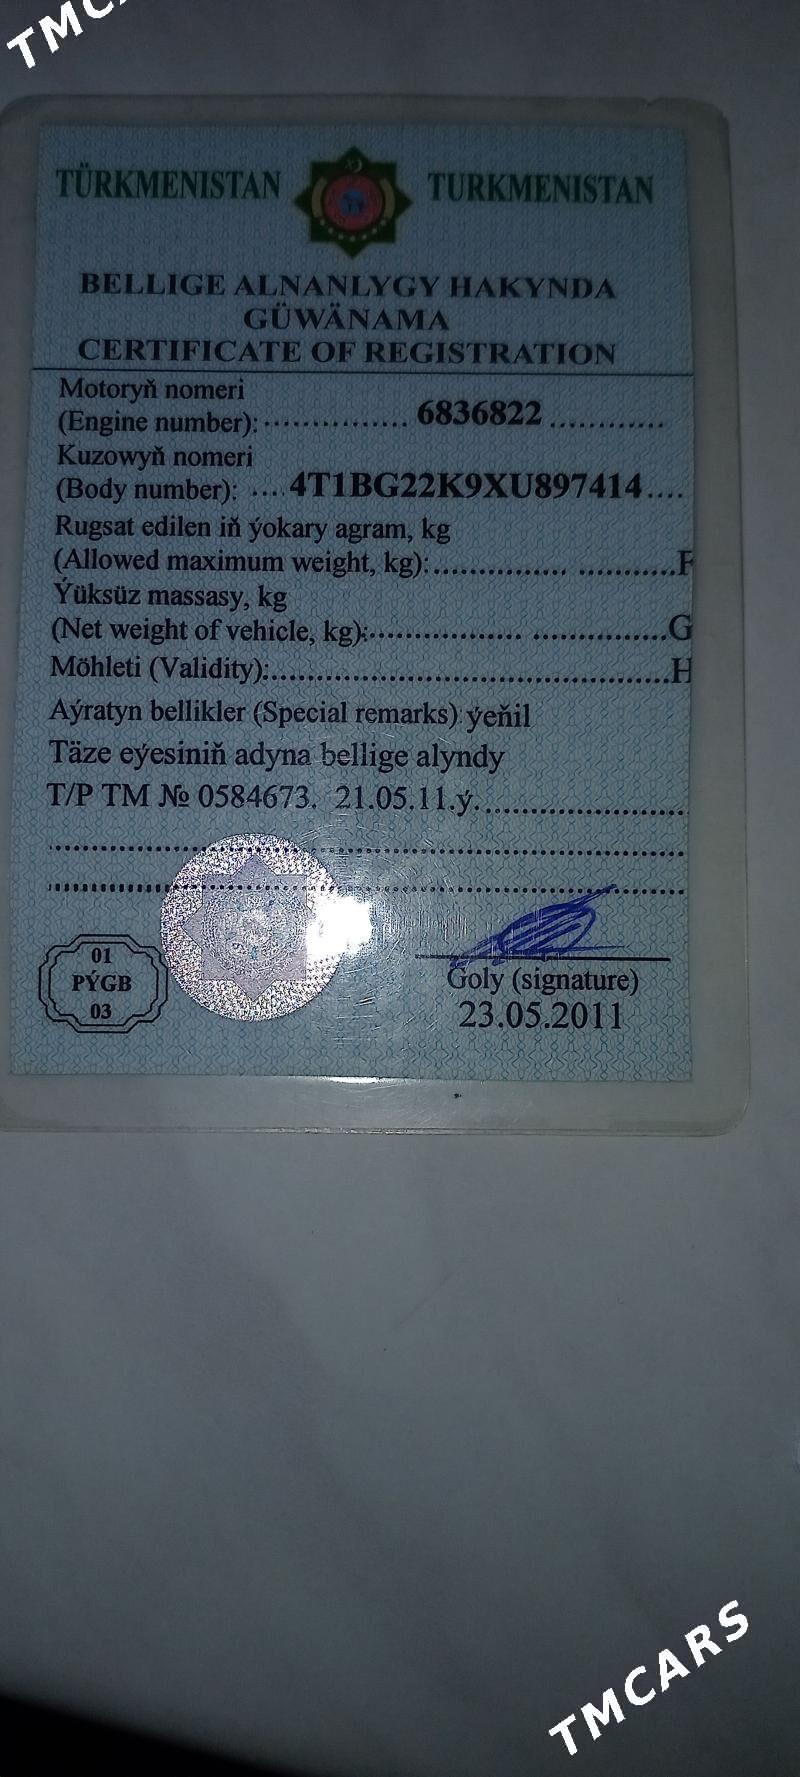 TMCA
TÜRKMENISTAN TURKMENISTAN
BELLIGE ALNANLYGY HAKYNDA
GÜWÄNAMA
CERTIFICATE OF REGISTRATION
Motoryň nomeri
(Engine number):............... 6836822 ............
Kuzowyň nomeri
(Body number): ....4T1BG22K9XU897414....
Rugsat edilen iň ýokary agram, kg
(Allowed maximum weight, kg):............... ...........F
Ýüksüz massasy, kg
(Net weight of vehicle, kg):................. ...............G
Möhleti (Validity):............................................H
Aýratyn bellikler (Special remarks) ýeňil
Täze eýesiniň adyna bellige alyndy
T/P TM № 0584673. 21.05.11.ý.......................
01
PÝGB
03
Goly (signature)
23.05.2011
TMCARS